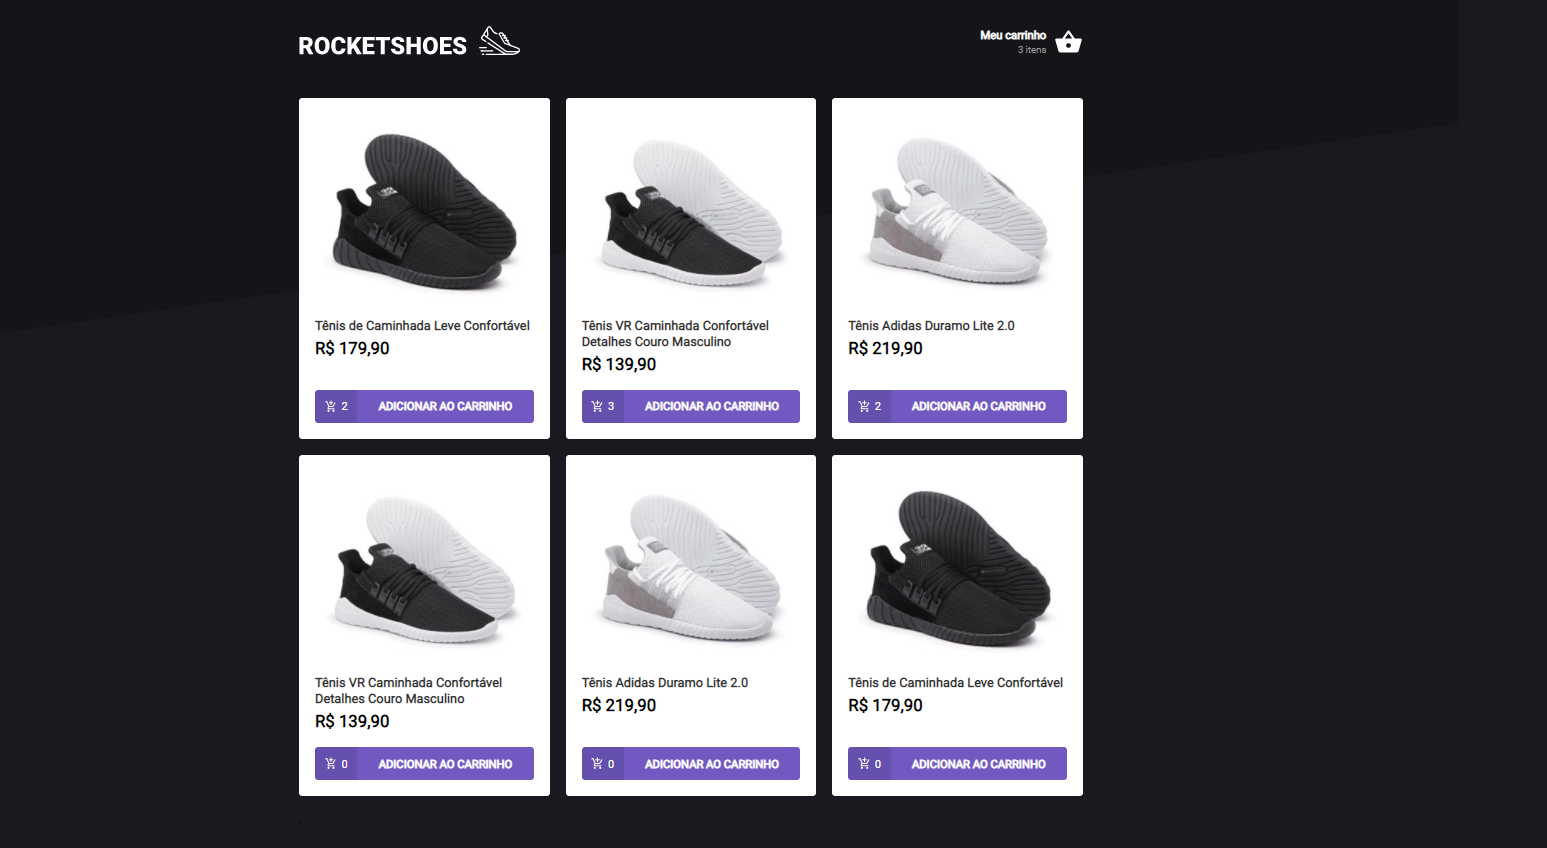 ROCKETSHOES
Meu carrinho
3 itens
Tênis de Caminhada Leve Confortável
R$ 179,90
2 ADICIONAR AO CARRINHO
Tênis VR Caminhada Confortável
Detalhes Couro Masculino
R$ 139,90
3 ADICIONAR AO CARRINHO
Tênis Adidas Duramo Lite 2.0
R$ 219,90
2 ADICIONAR AO CARRINHO
Tênis VR Caminhada Confortável
Detalhes Couro Masculino
R$ 139,90
0 ADICIONAR AO CARRINHO
Tênis Adidas Duramo Lite 2.0
R$ 219,90
0 ADICIONAR AO CARRINHO
Tênis de Caminhada Leve Confortável
R$ 179,90
0 ADICIONAR AO CARRINHO